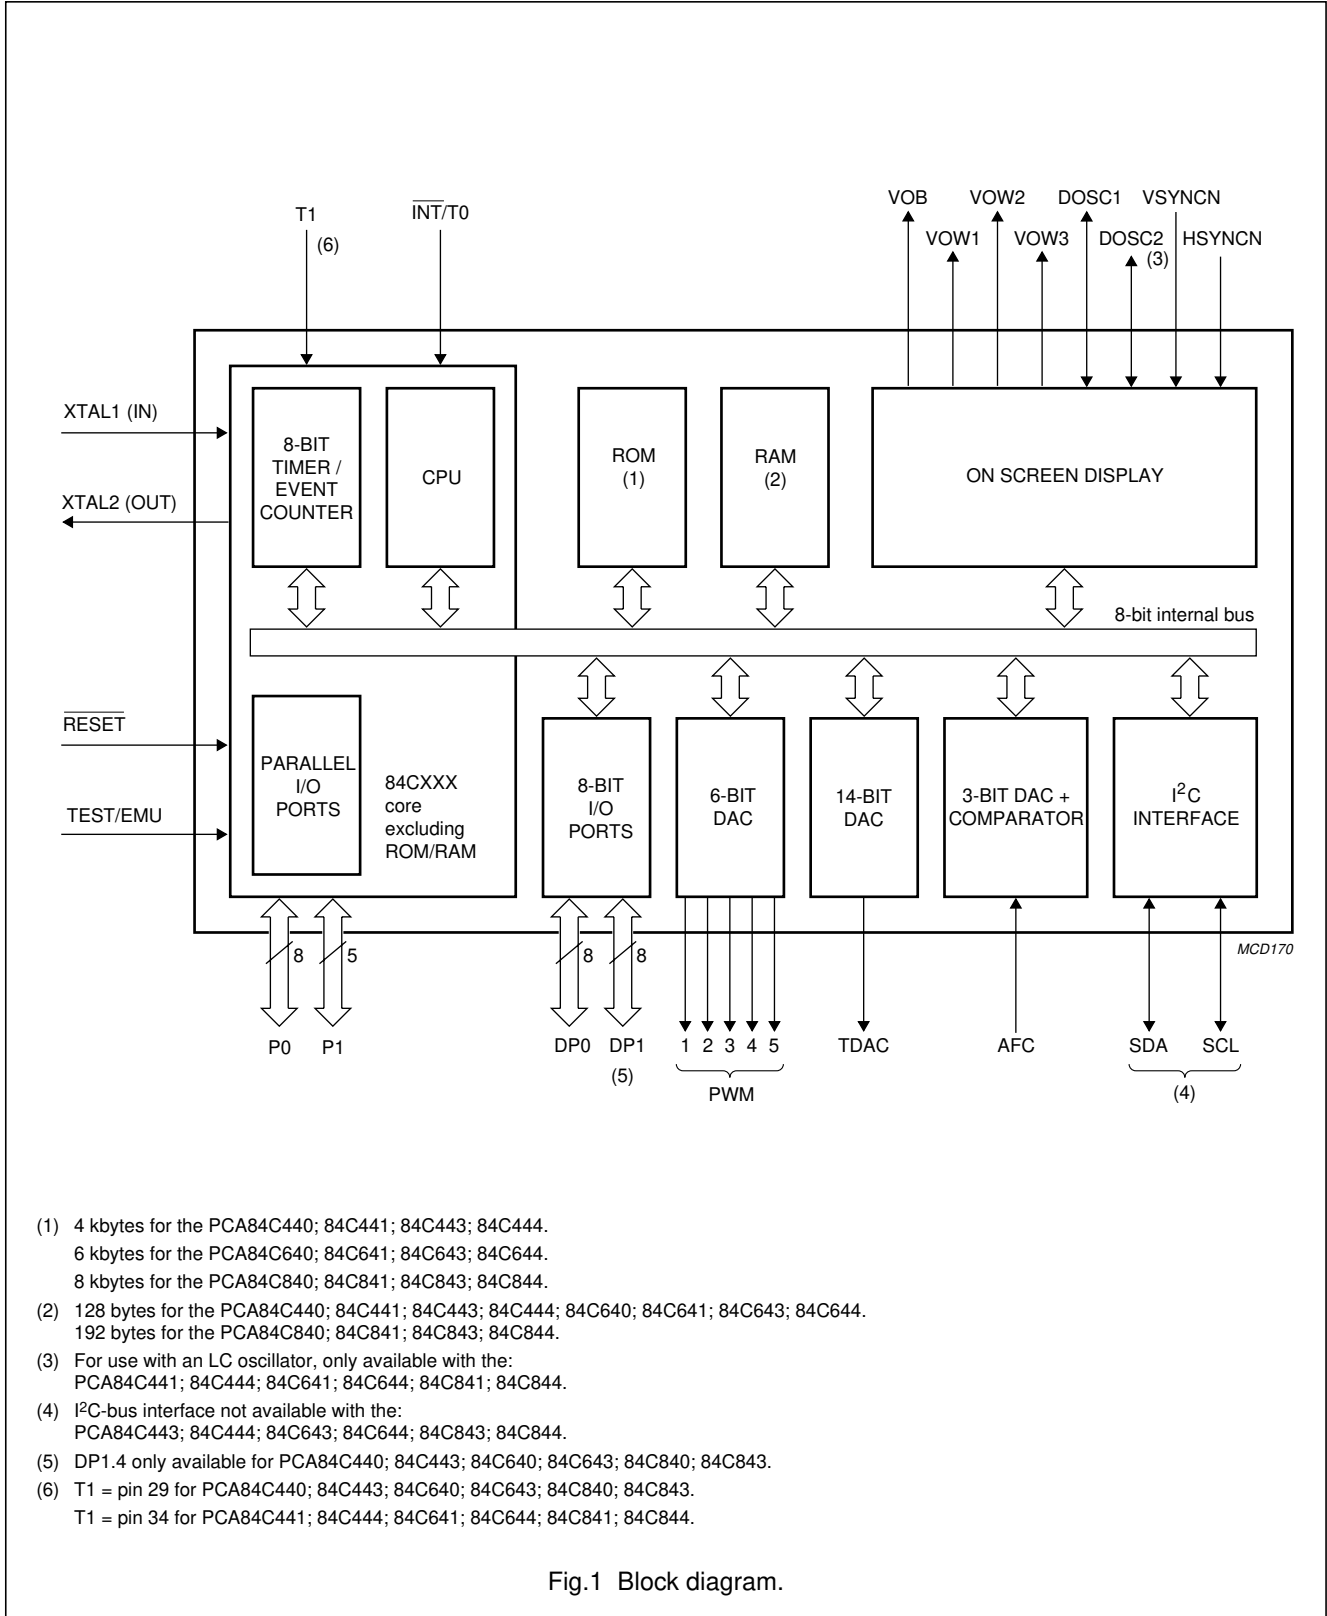 VOB VOW2 DOSC1 VSYNCN
T1 INT/T0
(6) VOW1 VOW3 DOSC2 HSYNCN
(3)
XTAL1 (IN)
XTAL2 (OUT)
8-BIT
TIMER /
EVENT
COUNTER
CPU
ROM
(1)
RAM
(2)
ON SCREEN DISPLAY
8-bit internal bus
RESET
TEST/EMU
PARALLEL
I/O
PORTS
84CXXX
core
excluding
ROM/RAM
8-BIT
I/O
PORTS
6-BIT
DAC
14-BIT
DAC
3-BIT DAC +
COMPARATOR
I²C
INTERFACE
MCD170
8 5 8 8
P0 P1 DP0 DP1 1 2 3 4 5 TDAC AFC SDA SCL
(5) PWM (4)
(1) 4 kbytes for the PCA84C440; 84C441; 84C443; 84C444.
6 kbytes for the PCA84C640; 84C641; 84C643; 84C644.
8 kbytes for the PCA84C840; 84C841; 84C843; 84C844.
(2) 128 bytes for the PCA84C440; 84C441; 84C443; 84C444; 84C640; 84C641; 84C643; 84C644.
192 bytes for the PCA84C840; 84C841; 84C843; 84C844.
(3) For use with an LC oscillator, only available with the:
PCA84C441; 84C444; 84C641; 84C644; 84C841; 84C844.
(4) I²C-bus interface not available with the:
PCA84C443; 84C444; 84C643; 84C644; 84C843; 84C844.
(5) DP1.4 only available for PCA84C440; 84C443; 84C640; 84C643; 84C840; 84C843.
(6) T1 = pin 29 for PCA84C440; 84C443; 84C640; 84C643; 84C840; 84C843.
T1 = pin 34 for PCA84C441; 84C444; 84C641; 84C644; 84C841; 84C844.
Fig.1 Block diagram.